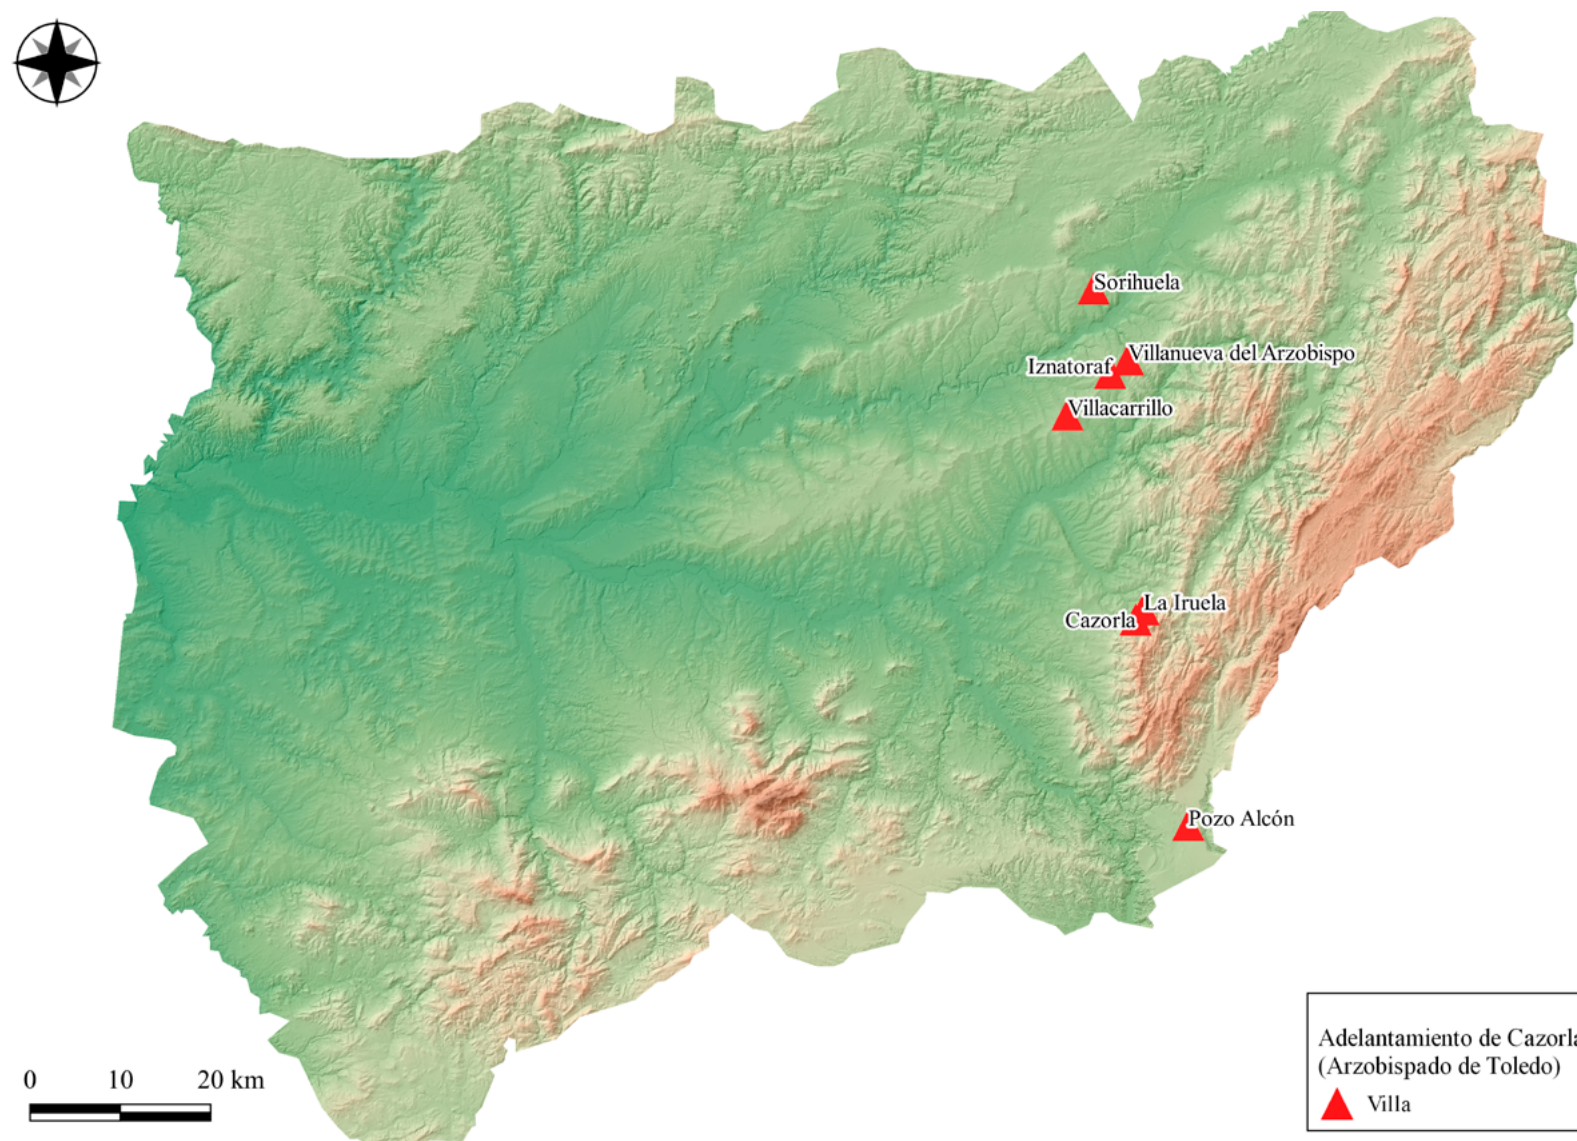 Sorihuela
Villanueva del Arzobispo
Iznatoraf
Villacarrillo
La Iruela
Cazorla
Pozo Alcón
0 10 20 km
Adelantamiento de Cazorla
(Arzobispado de Toledo)
Villa